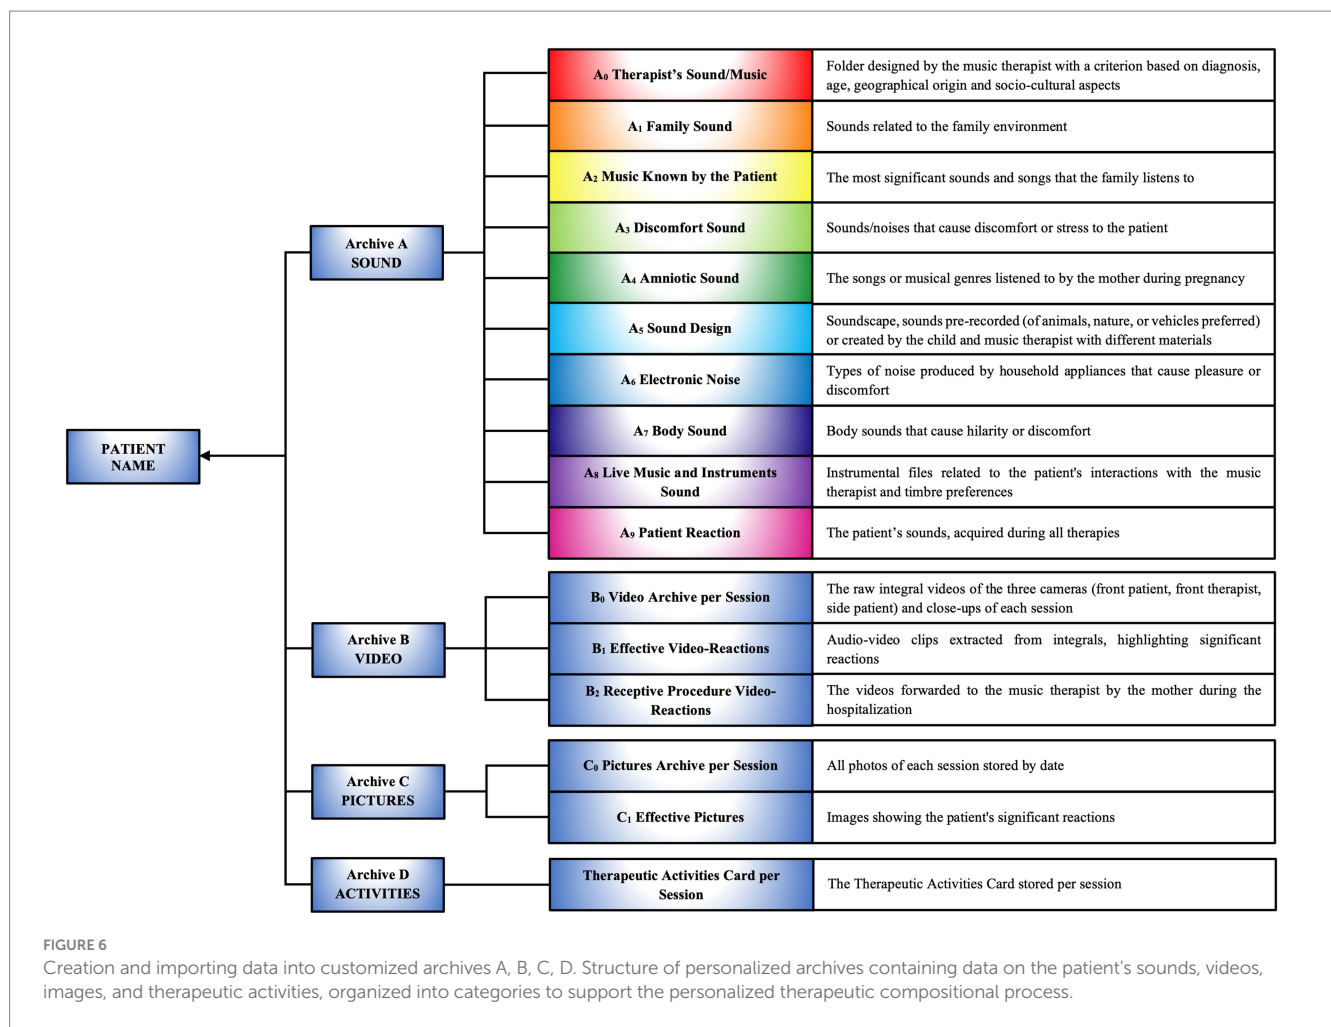 PATIENT
NAME
Archive A
SOUND
A₀ Therapist's Sound/Music
Folder designed by the music therapist with a criterion based on diagnosis,
age, geographical origin and socio-cultural aspects
A₁ Family Sound
Sounds related to the family environment
A₂ Music Known by the Patient
The most significant sounds and songs that the family listens to
A₃ Discomfort Sound
Sounds/noises that cause discomfort or stress to the patient
A₄ Amniotic Sound
The songs or musical genres listened to by the mother during pregnancy
A₅ Sound Design
Soundscape, sounds pre-recorded (of animals, nature, or vehicles preferred)
or created by the child and music therapist with different materials
A₆ Electronic Noise
Types of noise produced by household appliances that cause pleasure or
discomfort
A₇ Body Sound
Body sounds that cause hilarity or discomfort
A₈ Live Music and Instruments
Sound
Instrumental files related to the patient's interactions with the music
therapist and timbre preferences
A₉ Patient Reaction
The patient's sounds, acquired during all therapies
Archive B
VIDEO
B₀ Video Archive per Session
The raw integral videos of the three cameras (front patient, front therapist,
side patient) and close-ups of each session
B₁ Effective Video-Reactions
Audio-video clips extracted from integrals, highlighting significant
reactions
B₂ Receptive Procedure Video-
Reactions
The videos forwarded to the music therapist by the mother during the
hospitalization
Archive C
PICTURES
C₀ Pictures Archive per Session
All photos of each session stored by date
C₁ Effective Pictures
Images showing the patient's significant reactions
Archive D
ACTIVITIES
Therapeutic Activities Card per
Session
The Therapeutic Activities Card stored per session
FIGURE 6
Creation and importing data into customized archives A, B, C, D. Structure of personalized archives containing data on the patient's sounds, videos,
images, and therapeutic activities, organized into categories to support the personalized therapeutic compositional process.